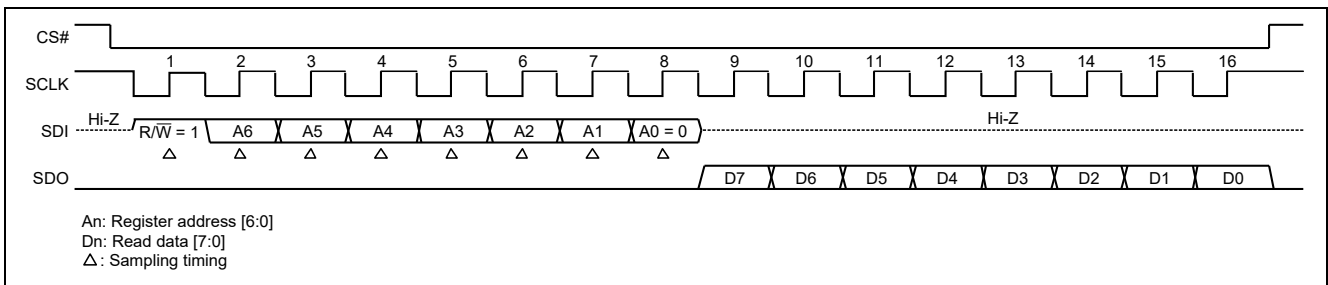 CS#
1 2 3 4 5 6 7 8 9 10 11 12 13 14 15 16
SCLK
Hi-Z Hi-Z
SDI R/W̅ = 1 A6 A5 A4 A3 A2 A1 A0 = 0
△ △ △ △ △ △ △ △
SDO D7 D6 D5 D4 D3 D2 D1 D0
An: Register address [6:0]
Dn: Read data [7:0]
△: Sampling timing